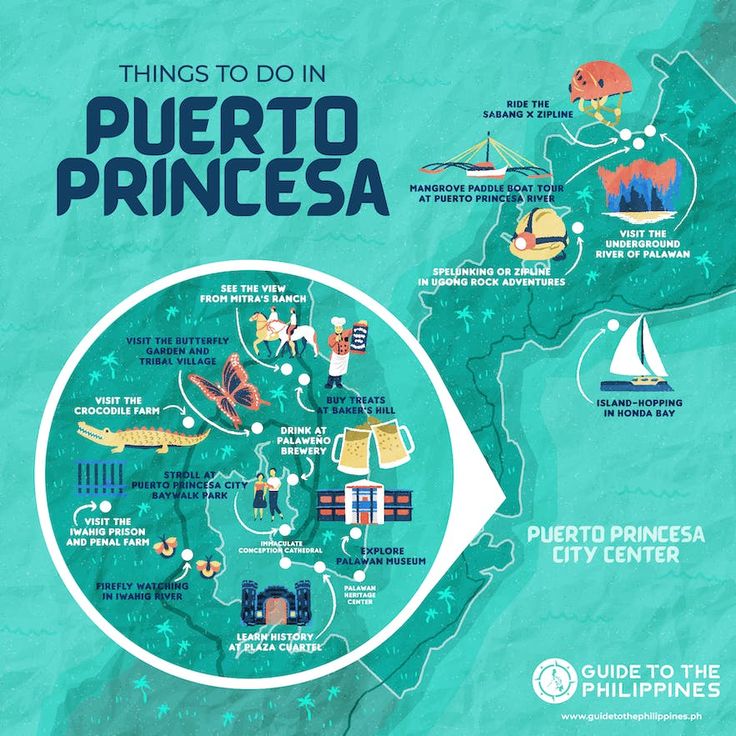 THINGS TO DO IN
PUERTO
PRINCESA
RIDE THE
SABANG X ZIPLINE
MANGROVE PADDLE BOAT TOUR
AT PUERTO PRINCESA RIVER
VISIT THE
UNDERGROUND
RIVER OF PALAWAN
SPELUNKING OR ZIPLINE
IN UGONG ROCK ADVENTURES
ISLAND-HOPPING
IN HONDA BAY
SEE THE VIEW
FROM MITRA'S RANCH
VISIT THE BUTTERFLY
GARDEN AND
TRIBAL VILLAGE
BUY TREATS
AT BAKER'S HILL
VISIT THE
CROCODILE FARM
DRINK AT
PALAWEÑO
BREWERY
STROLL AT
PUERTO PRINCESA CITY
BAYWALK PARK
VISIT THE
IWAHIG PRISON
AND PENAL FARM
IMMACULATE
CONCEPTION CATHEDRAL
EXPLORE
PALAWAN MUSEUM
FIREFLY WATCHING
IN IWAHIG RIVER
PALAWAN
HERITAGE
CENTER
LEARN HISTORY
AT PLAZA CUARTEL
PUERTO PRINCESA
CITY CENTER
GUIDE TO THE
PHILIPPINES
www.guidetothephilippines.ph